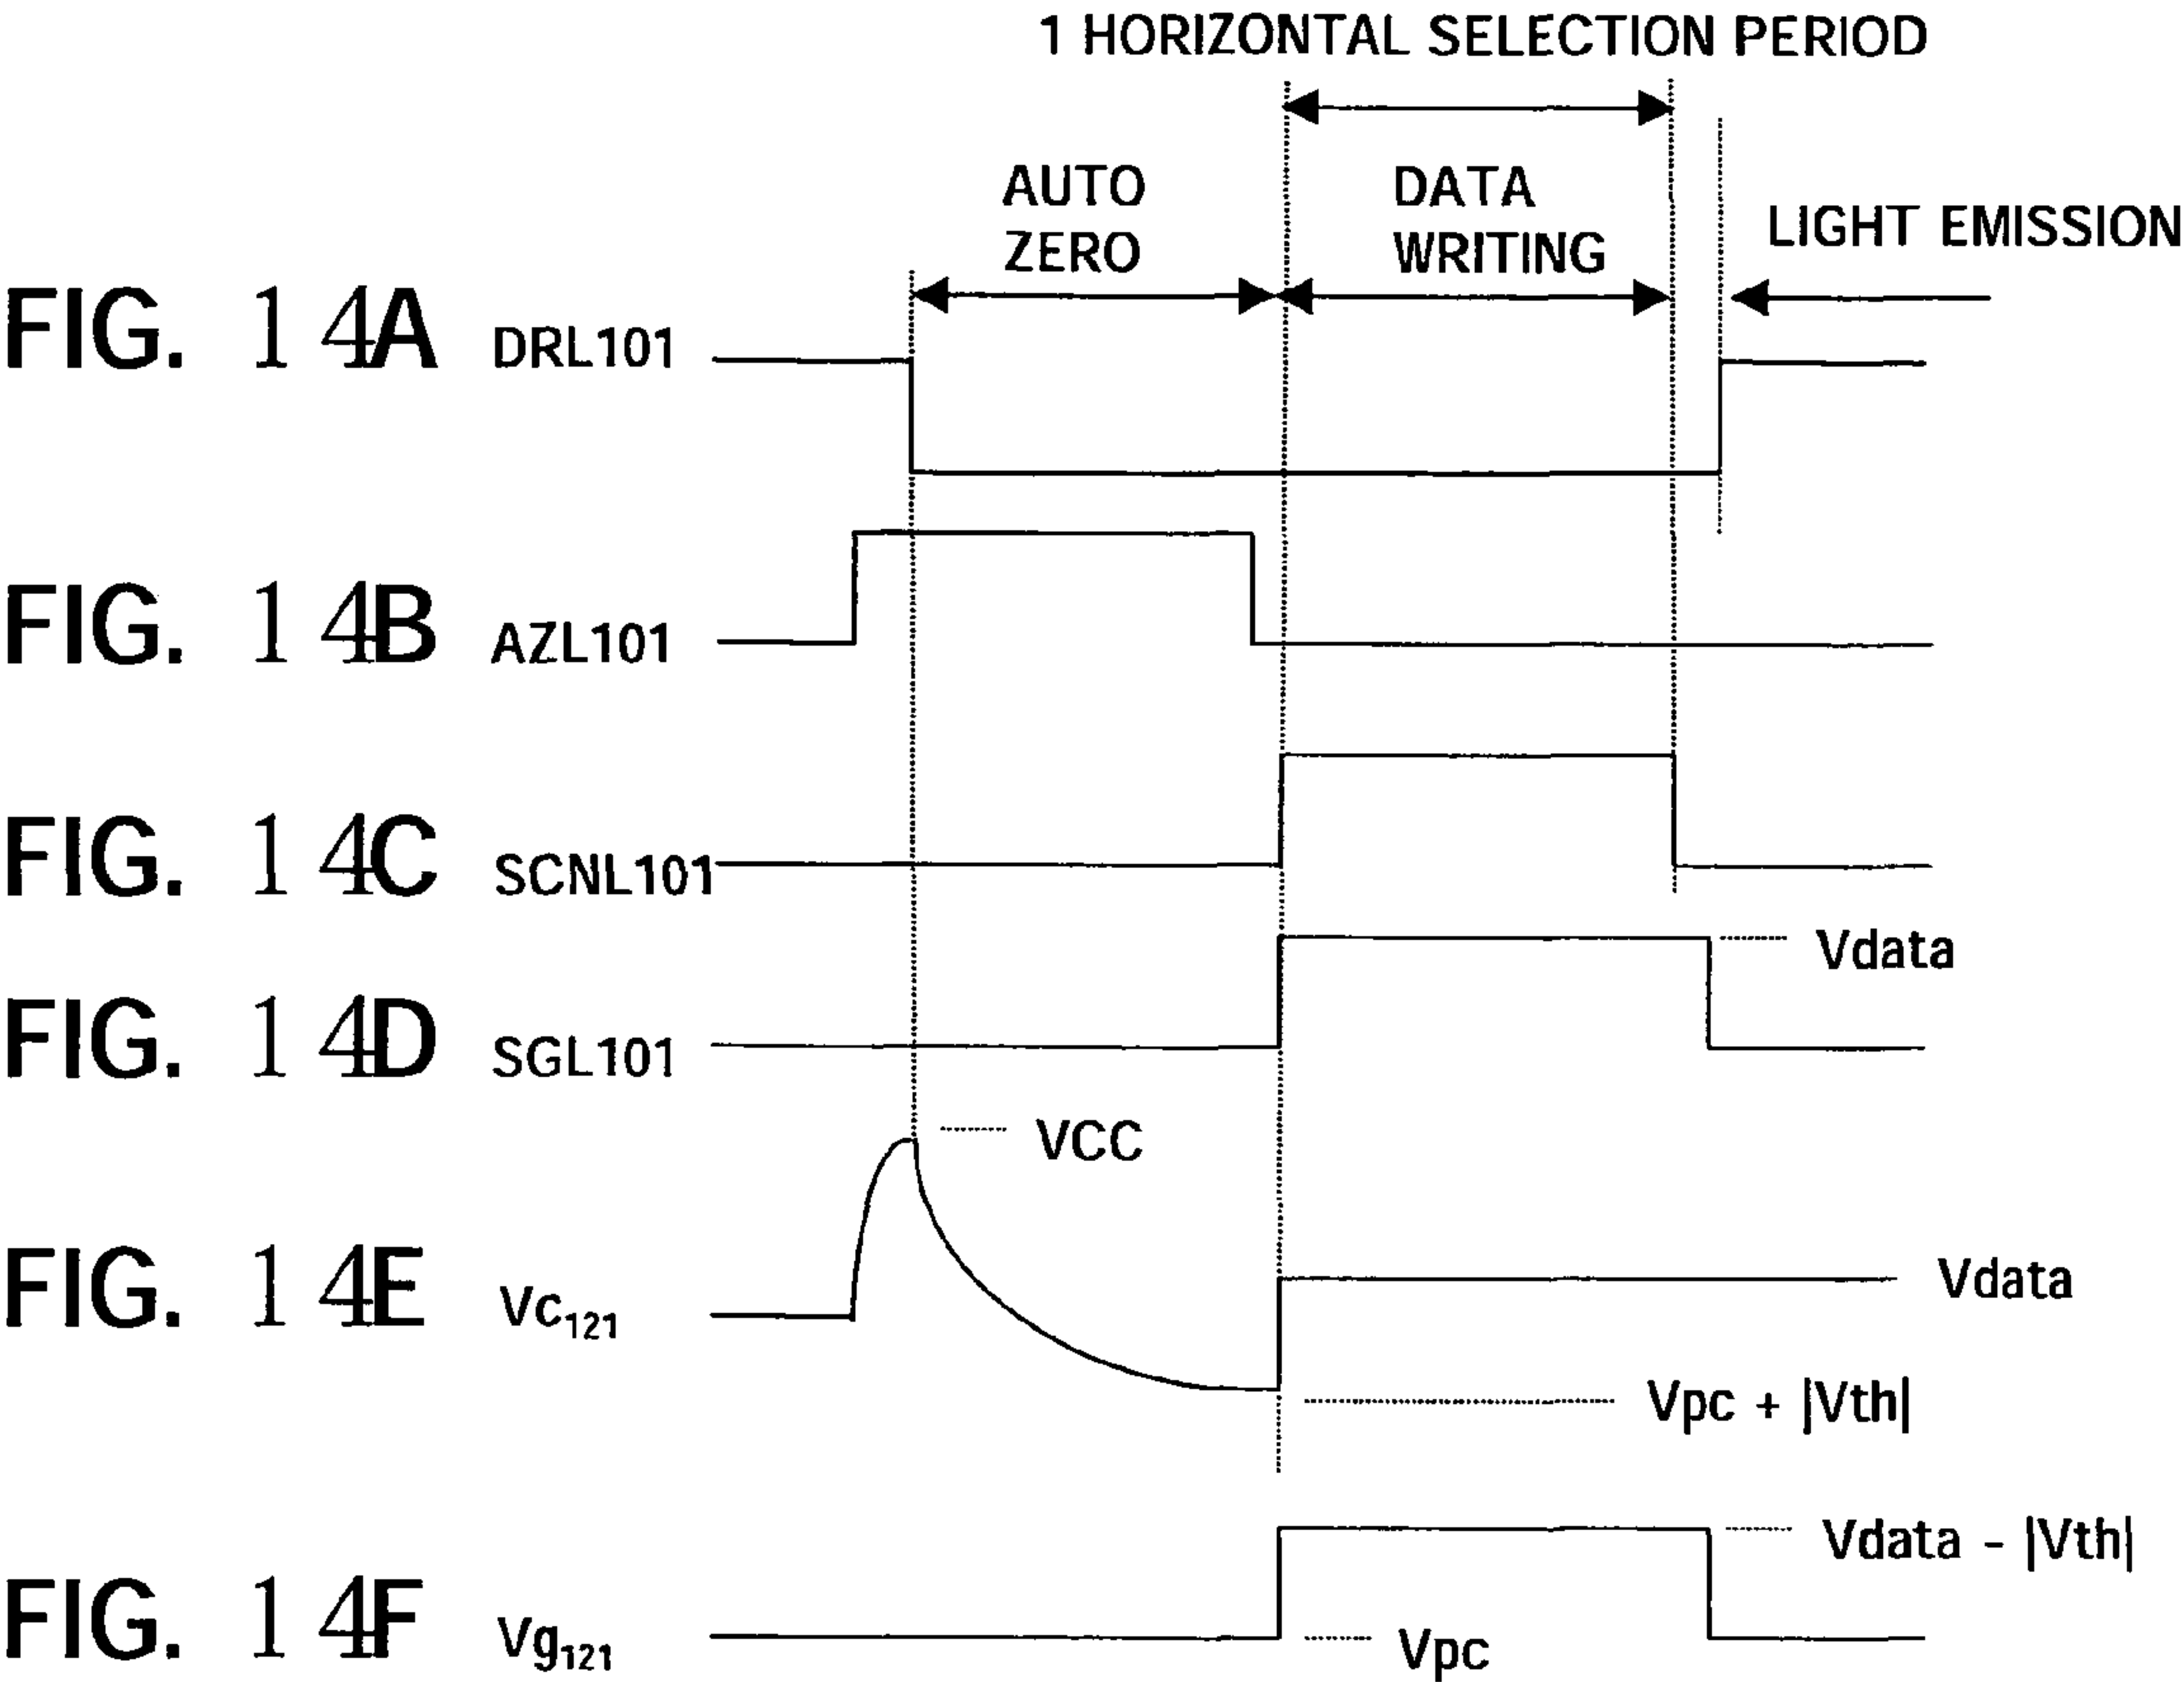 1 HORIZONTAL SELECTION PERIOD
AUTO ZERO
DATA WRITING
LIGHT EMISSION
FIG. 14A DRL101
FIG. 14B AZL101
FIG. 14C SCNL101
Vdata
FIG. 14D SGL101
VCC
FIG. 14E Vc121
Vdata
Vpc + |Vth|
Vdata - |Vth|
FIG. 14F Vg121
Vpc